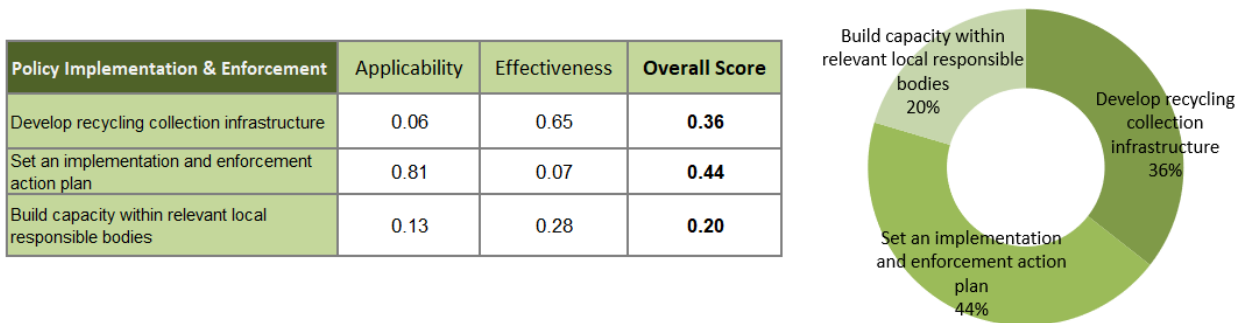 Policy Implementation & Enforcement Applicability Effectiveness Overall Score
Develop recycling collection infrastructure 0.06 0.65 0.36
Set an implementation and enforcement
action plan 0.81 0.07 0.44
Build capacity within relevant local
responsible bodies 0.13 0.28 0.20
Build capacity within
relevant local responsible
bodies
20%
Develop recycling
collection
infrastructure
36%
Set an implementation
and enforcement action
plan
44%